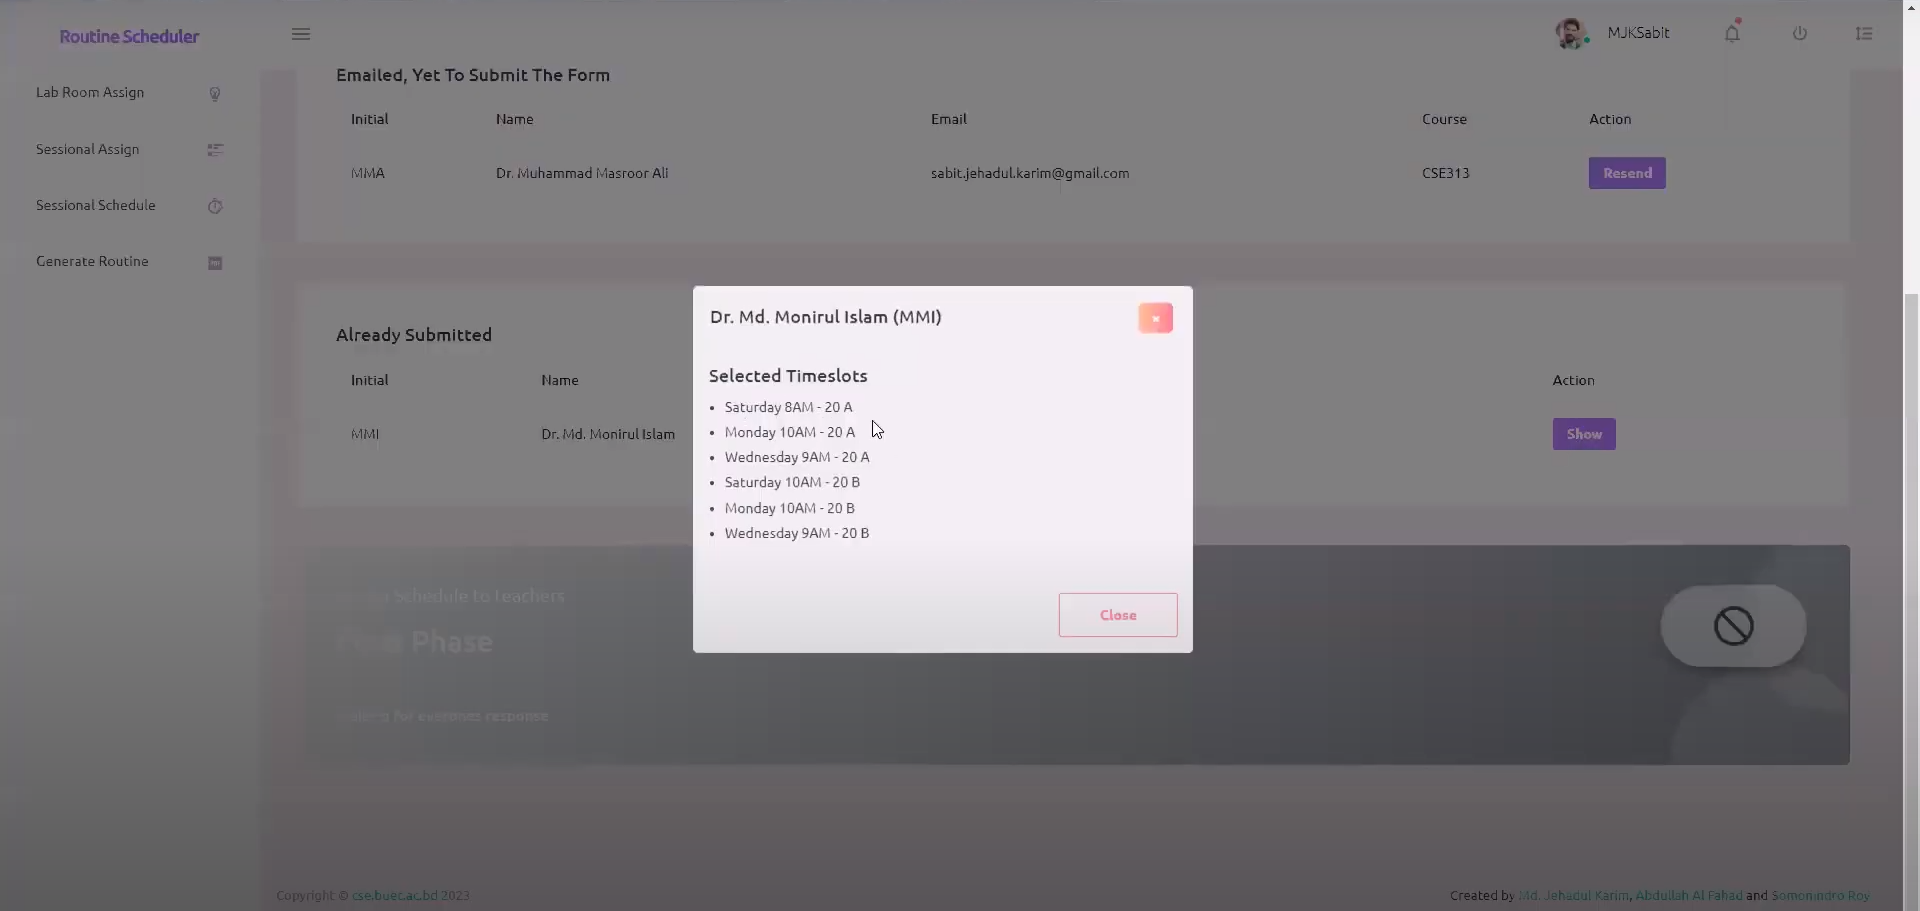 Routine Scheduler
MJKSabit
Lab Room Assign
Sessional Assign
Sessional Schedule
Generate Routine
Emailed, Yet To Submit The Form
Initial Name Email Course Action
MMA Dr. Muhammad Masroor Ali sabit.jehadul.karim@gmail.com CSE313 Resend
Already Submitted
Initial Name Action
MMI Dr. Md. Monirul Islam Show
Dr. Md. Monirul Islam (MMI)
Selected Timeslots
• Saturday 8AM - 20 A
• Monday 10AM - 20 A
• Wednesday 9AM - 20 A
• Saturday 10AM - 20 B
• Monday 10AM - 20 B
• Wednesday 9AM - 20 B
Close
Schedule to teachers
Phase
for everones response
Copyright © cse.buet.ac.bd 2023
Created by Md. Jehadul Karim, Abdullah Al Fahad and Somonindro Roy